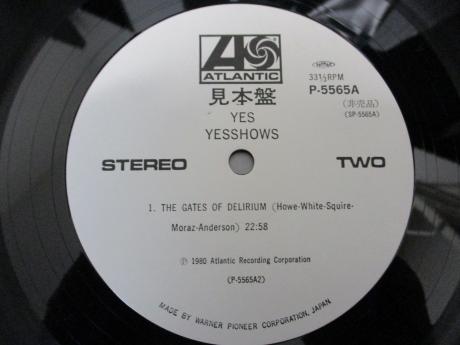 ATLANTIC
見本盤
YES
YESSHOWS
33⅓RPM
P-5565A
(非売品)
(SP-5565A)
STEREO
TWO
1. THE GATES OF DELIRIUM (Howe-White-Squire-
Moraz-Anderson) 22:58
Ⓟ 1980 Atlantic Recording Corporation
(P-5565A2)
MADE BY WARNER PIONEER CORPORATION, JAPAN.